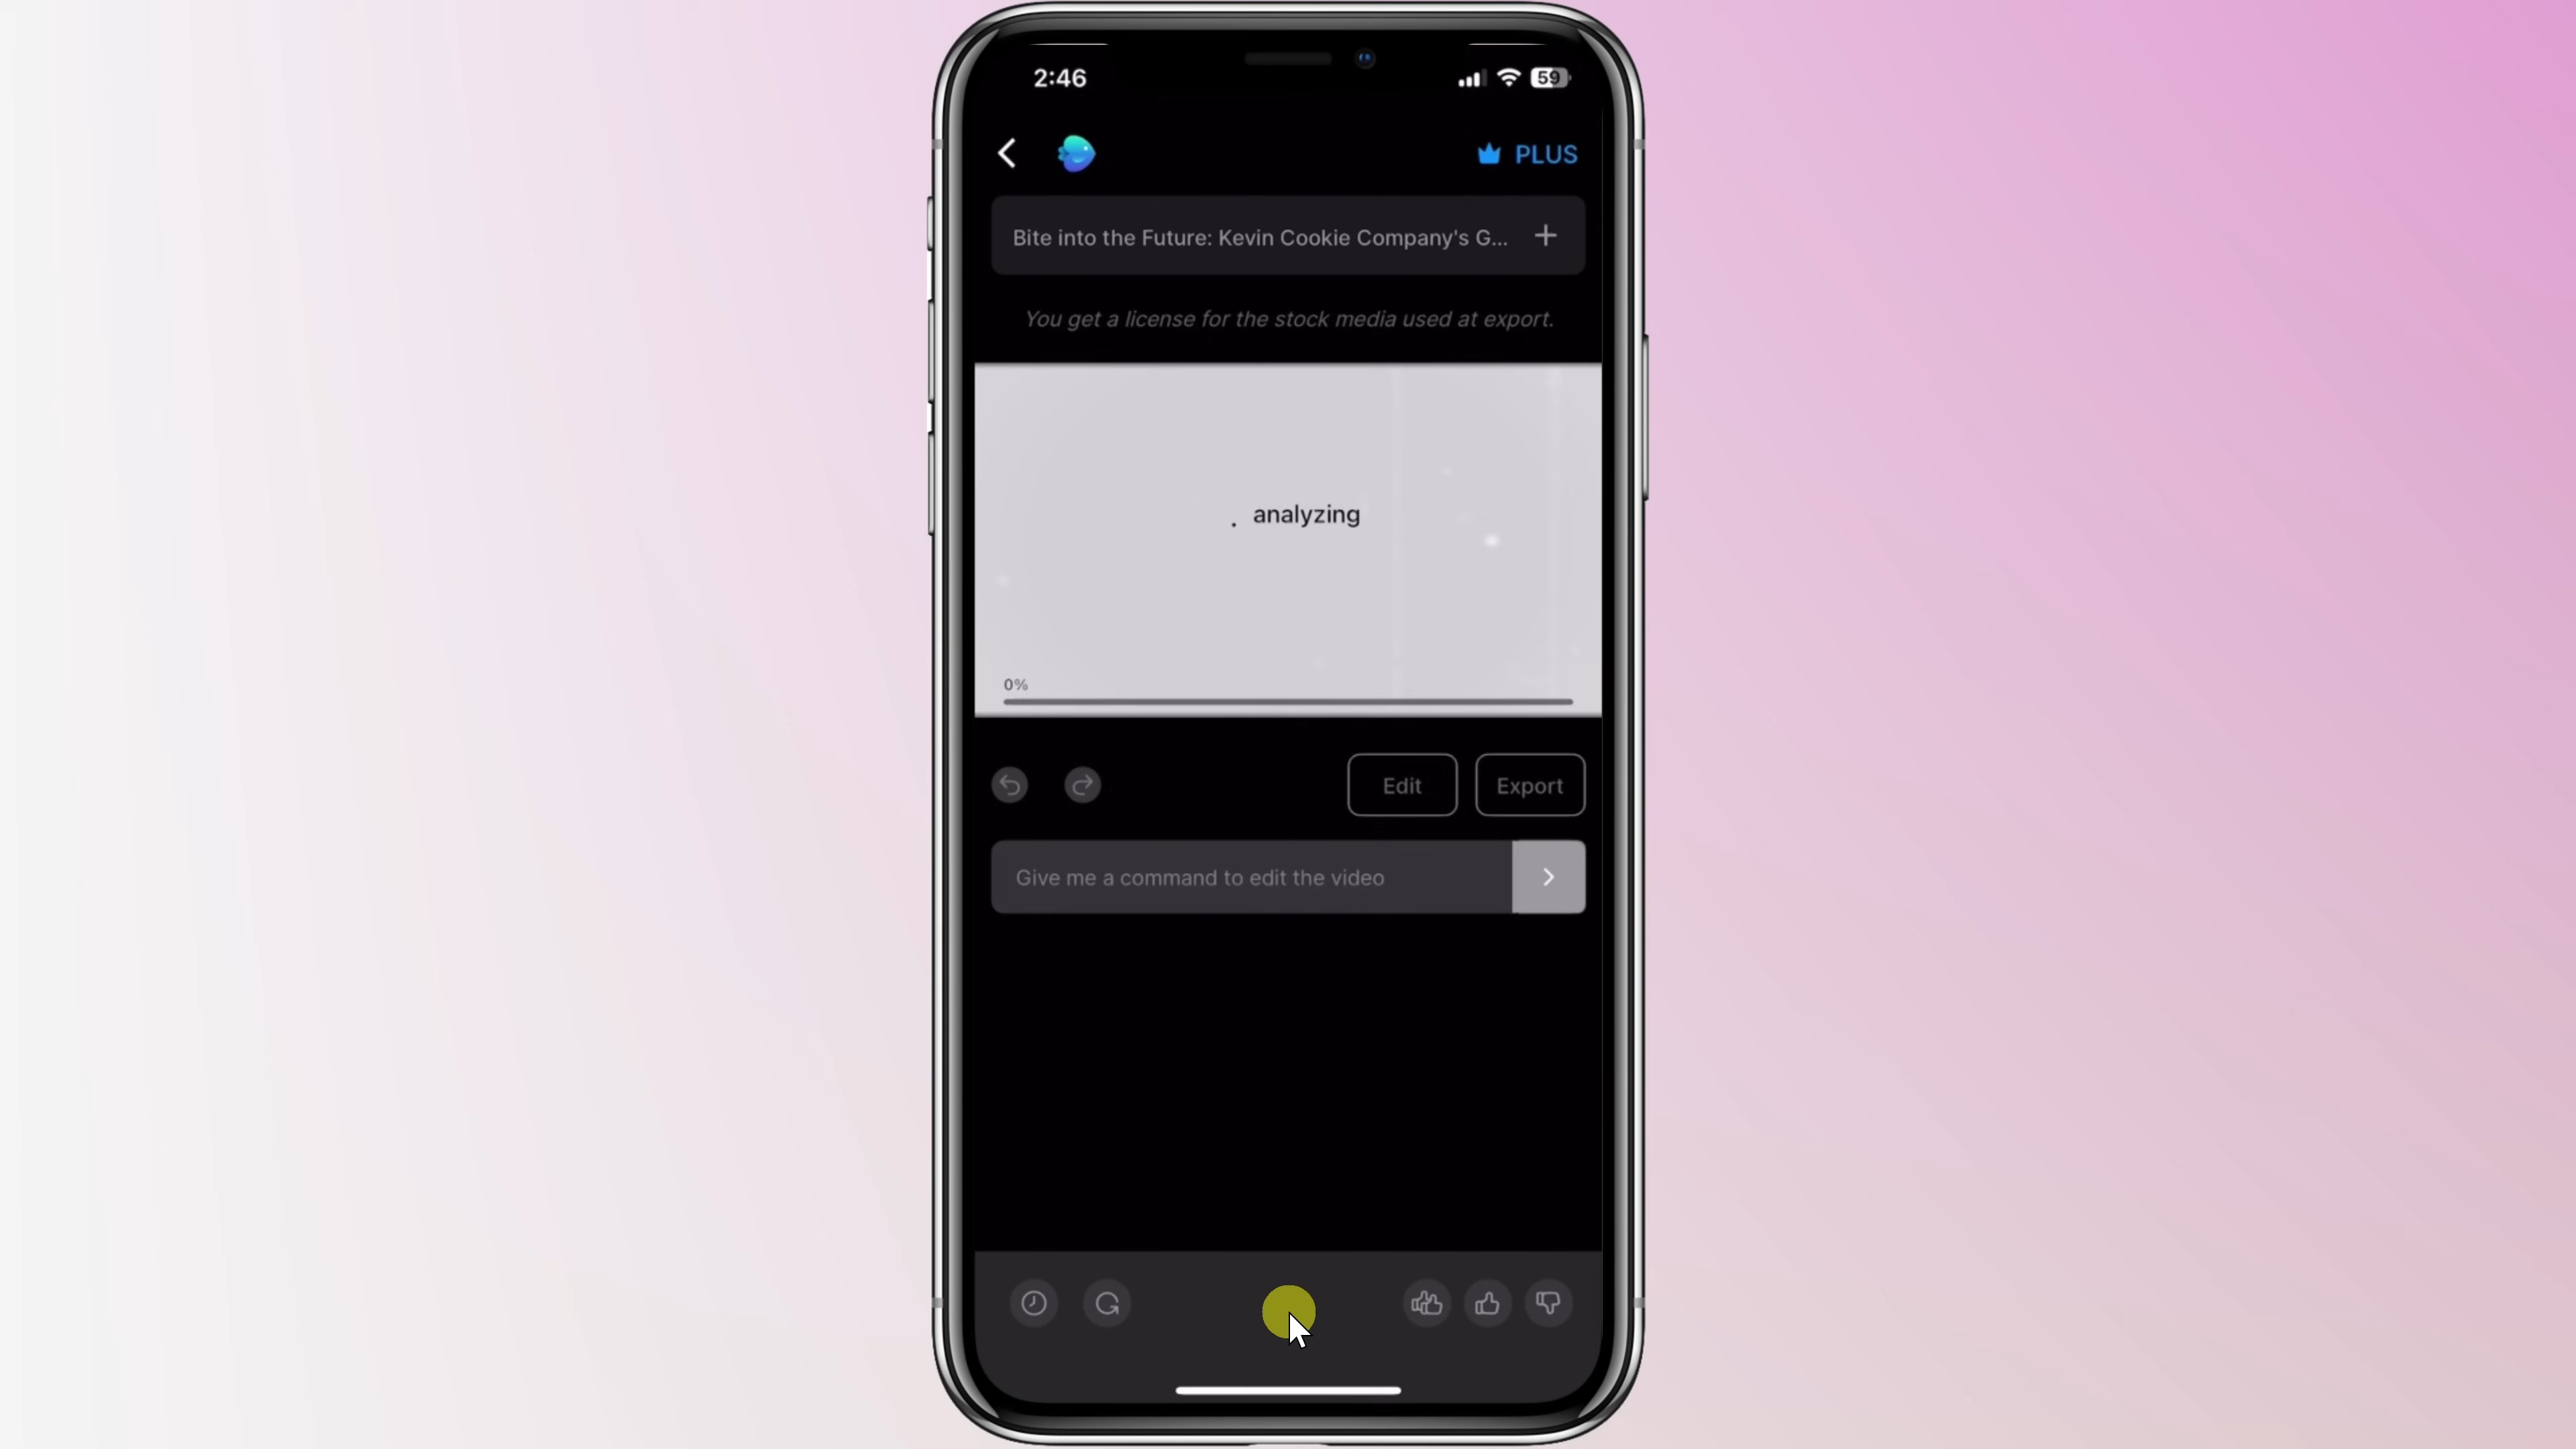 2:46
59
PLUS
Bite into the Future: Kevin Cookie Company's G...
You get a license for the stock media used at export.
. analyzing
0%
Edit
Export
Give me a command to edit the video